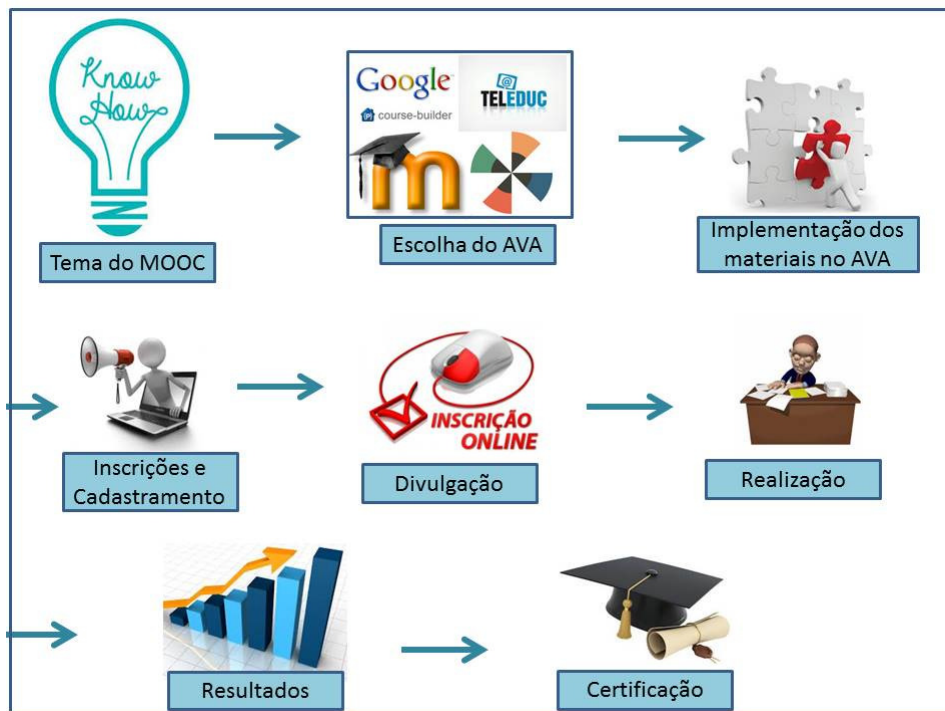 Know
How
Google
course-builder
TELEDUC
m
Tema do MOOC
Escolha do AVA
Implementação dos
materiais no AVA
INSCRIÇÃO
ONLINE
Inscrições e
Cadastramento
Divulgação
Realização
Resultados
Certificação